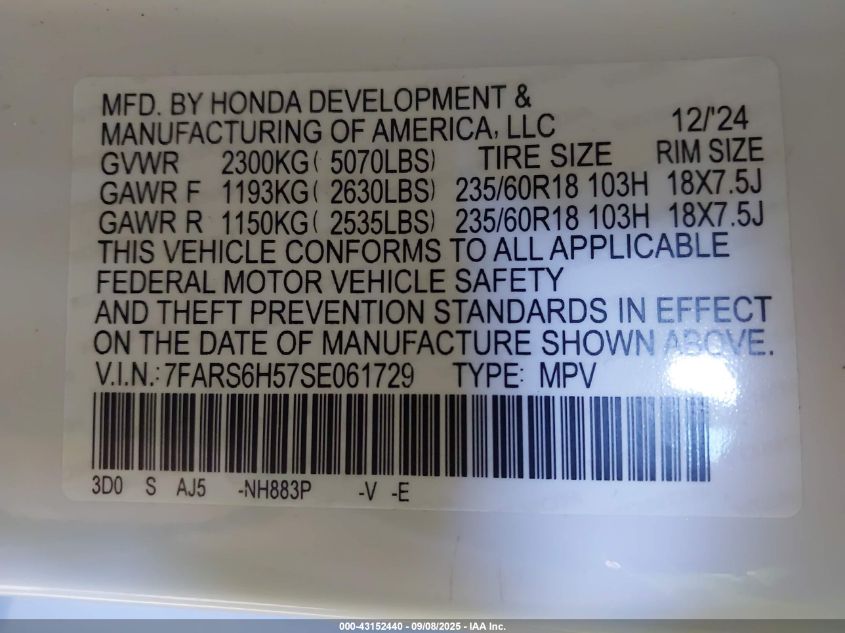 MFD. BY HONDA DEVELOPMENT &
MANUFACTURING OF AMERICA, LLC 12/'24
GVWR 2300KG( 5070LBS) TIRE SIZE RIM SIZE
GAWR F 1193KG( 2630LBS) 235/60R18 103H 18X7.5J
GAWR R 1150KG( 2535LBS) 235/60R18 103H 18X7.5J
THIS VEHICLE CONFORMS TO ALL APPLICABLE
FEDERAL MOTOR VEHICLE SAFETY
AND THEFT PREVENTION STANDARDS IN EFFECT
ON THE DATE OF MANUFACTURE SHOWN ABOVE.
V.I.N.: 7FARS6H57SE061729 TYPE: MPV
3D0 S AJ5 -NH883P -V -E
000-43152440 - 09/08/2025 - IAA Inc.